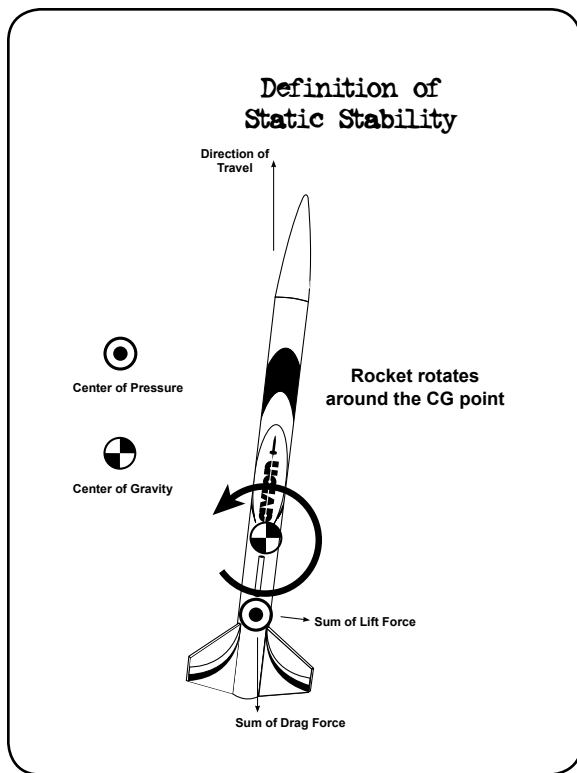 Definition of
Static Stability
Direction of
Travel
Center of Pressure
Rocket rotates
around the CG point
Center of Gravity
avion
Sum of Lift Force
Sum of Drag Force